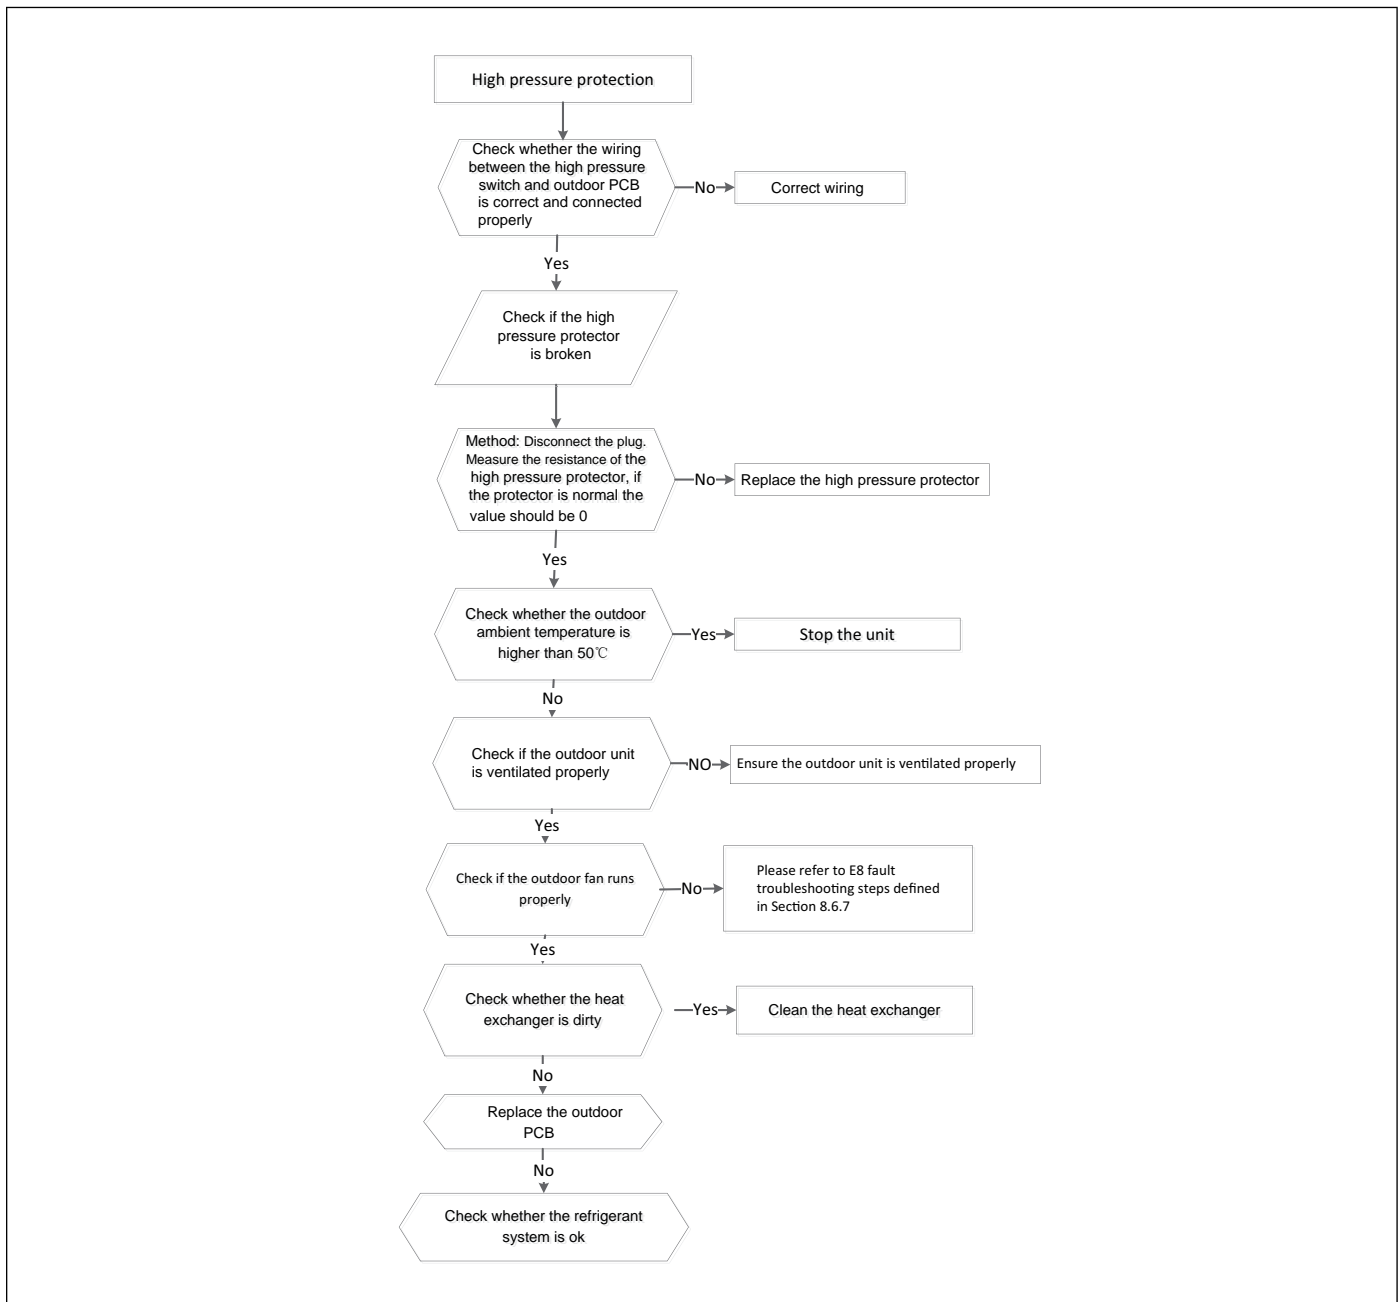 High pressure protection
Check whether the wiring
between the high pressure
switch and outdoor PCB
is correct and connected
properly
No
Correct wiring
Yes
Check if the high
pressure protector
is broken
Method: Disconnect the plug.
Measure the resistance of the
high pressure protector, if
the protector is normal the
value should be 0
No
Replace the high pressure protector
Yes
Check whether the outdoor
ambient temperature is
higher than 50℃
Yes
Stop the unit
No
Check if the outdoor unit
is ventilated properly
NO
Ensure the outdoor unit is ventilated properly
Yes
Check if the outdoor fan runs
properly
No
Please refer to E8 fault
troubleshooting steps defined
in Section 8.6.7
Yes
Check whether the heat
exchanger is dirty
Yes
Clean the heat exchanger
No
Replace the outdoor
PCB
No
Check whether the refrigerant
system is ok